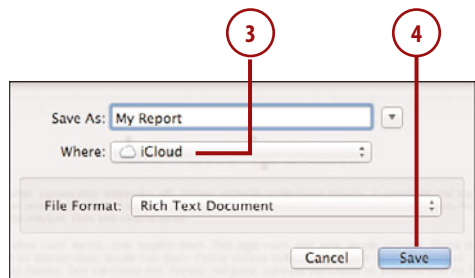 3 4
Save As: My Report
Where: iCloud
File Format: Rich Text Document
Cancel Save